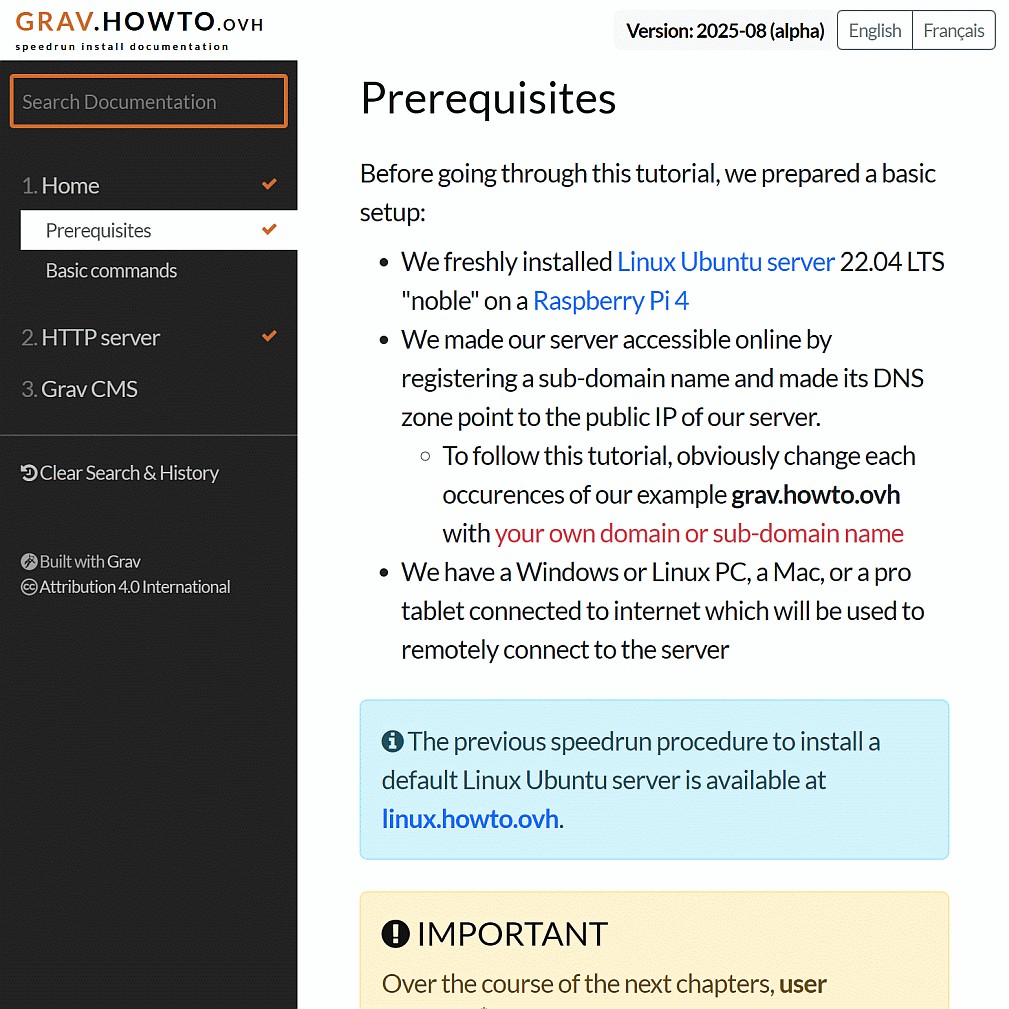 GRAV.HOWTO.OVH
speedrun install documentation
Version: 2025-08 (alpha)
English
Français
Search Documentation
1. Home
Prerequisites
Basic commands
2. HTTP server
3. Grav CMS
Clear Search & History
Built with Grav
Attribution 4.0 International
Prerequisites
Before going through this tutorial, we prepared a basic
setup:
We freshly installed Linux Ubuntu server 22.04 LTS
"noble" on a Raspberry Pi 4
We made our server accessible online by
registering a sub-domain name and made its DNS
zone point to the public IP of our server.
To follow this tutorial, obviously change each
occurences of our example grav.howto.ovh
with your own domain or sub-domain name
We have a Windows or Linux PC, a Mac, or a pro
tablet connected to internet which will be used to
remotely connect to the server
The previous speedrun procedure to install a
default Linux Ubuntu server is available at
linux.howto.ovh.
IMPORTANT
Over the course of the next chapters, user